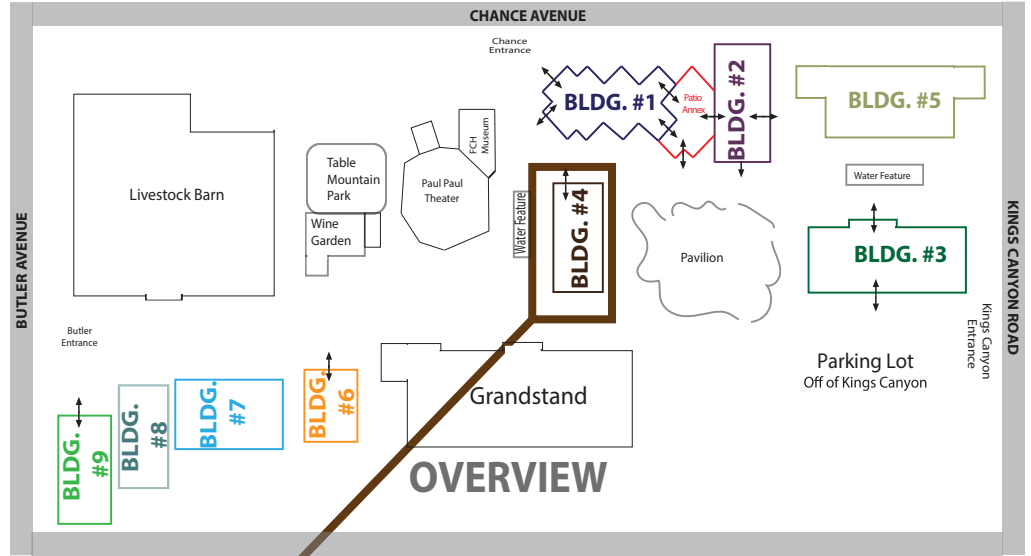 CHANCE AVENUE
BUTLER AVENUE
KINGS CANYON ROAD
Chance
Entrance
BLDG. #1
Patio
Annex
BLDG. #2
BLDG. #5
FCH
Museum
Livestock Barn
Table
Mountain
Park
Paul Paul
Theater
Wine
Garden
Water Feature
BLDG. #4
Pavilion
Water Feature
BLDG. #3
Butler
Entrance
Kings Canyon
Entrance
Parking Lot
Off of Kings Canyon
BLDG.
#9
BLDG.
#8
BLDG.
#7
BLDG.
#6
Grandstand
OVERVIEW